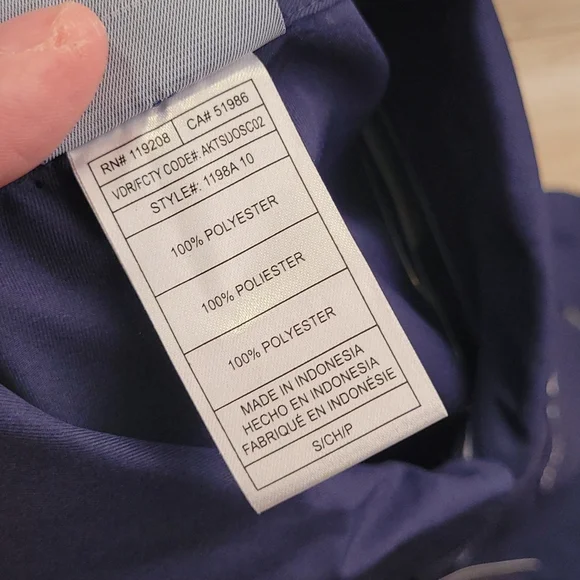 RN# 119208 CA# 51986
VDR/FCTY CODE#: AKTSIJOSC02
STYLE#: 1198A 10
100% POLYESTER
100% POLIESTER
100% POLYESTER
MADE IN INDONESIA
HECHO EN INDONESIA
FABRIQUÉ EN INDONÉSIE
S/CH/P